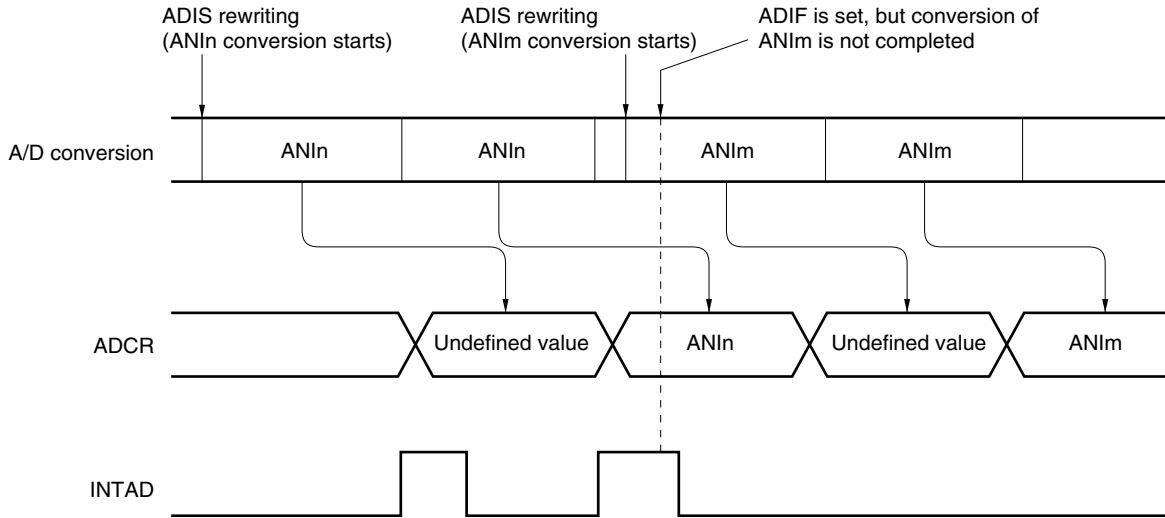 ADIS rewriting
(ANIn conversion starts)
ADIS rewriting
(ANIm conversion starts)
ADIF is set, but conversion of
ANIm is not completed
A/D conversion
ANIn
ANIn
ANIm
ANIm
ADCR
Undefined value
ANIn
Undefined value
ANIm
INTAD